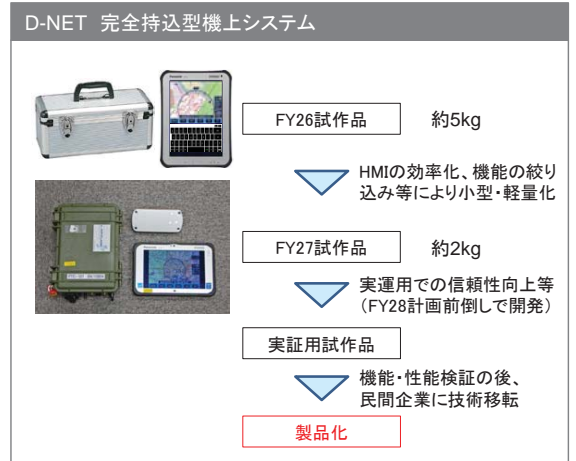 D-NET 完全持込型機上システム
FY26試作品 約5kg
HMIの効率化、機能の絞り
込み等により小型・軽量化
FY27試作品 約2kg
実運用での信頼性向上等
（FY28計画前倒しで開発）
実証用試作品
機能・性能検証の後、
民間企業に技術移転
製品化